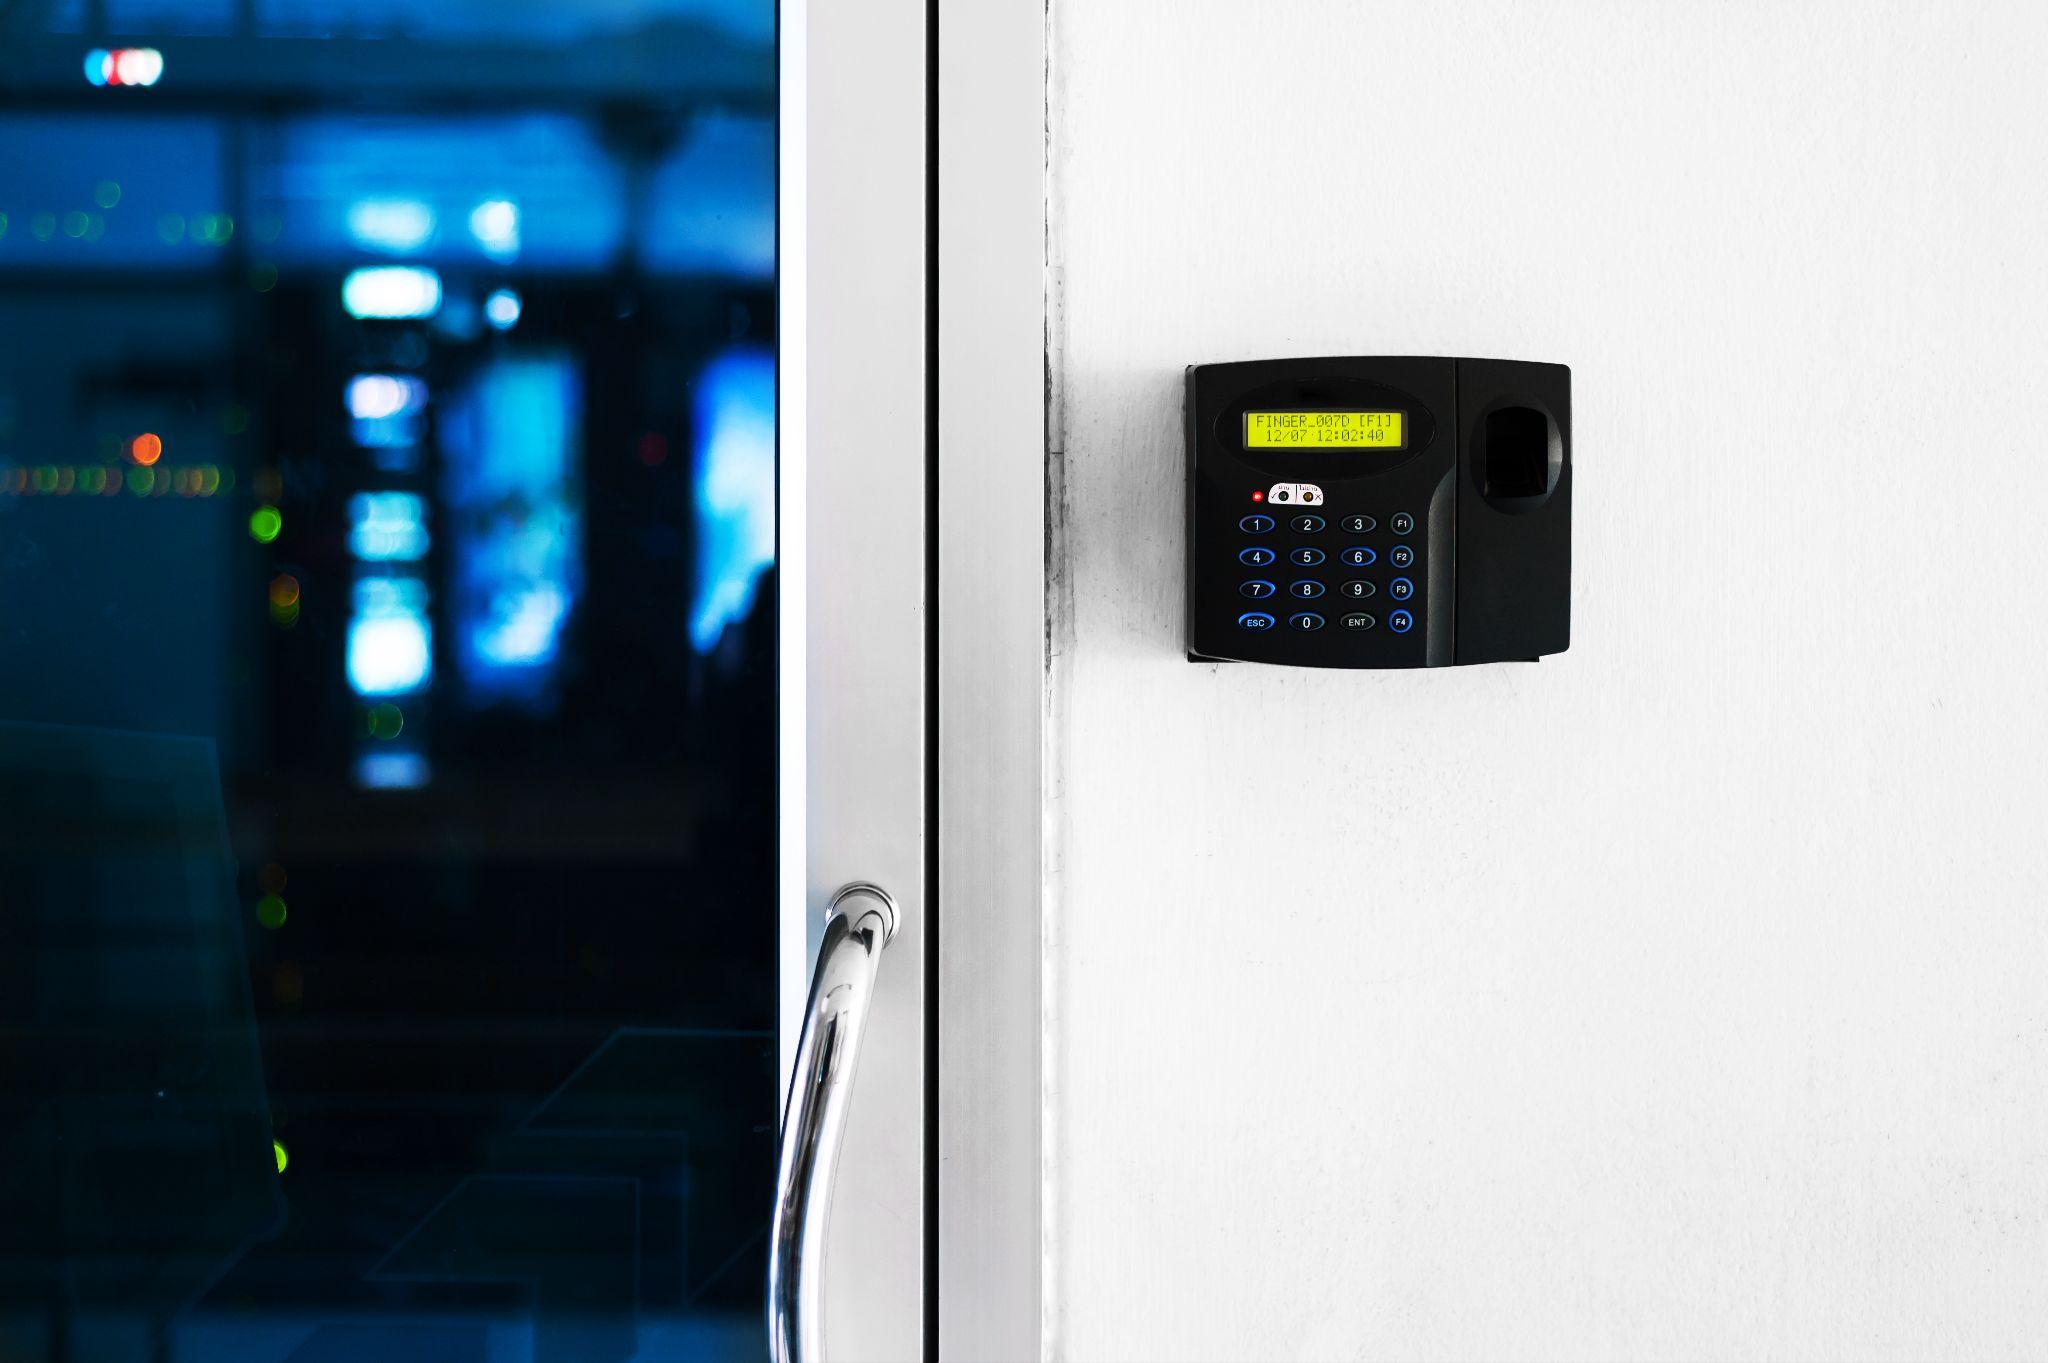 FINGER_007D [F1]
12/07 12:02:40
1 2 3 F1
4 5 6 F2
7 8 9 F3
ESC 0 ENT F4